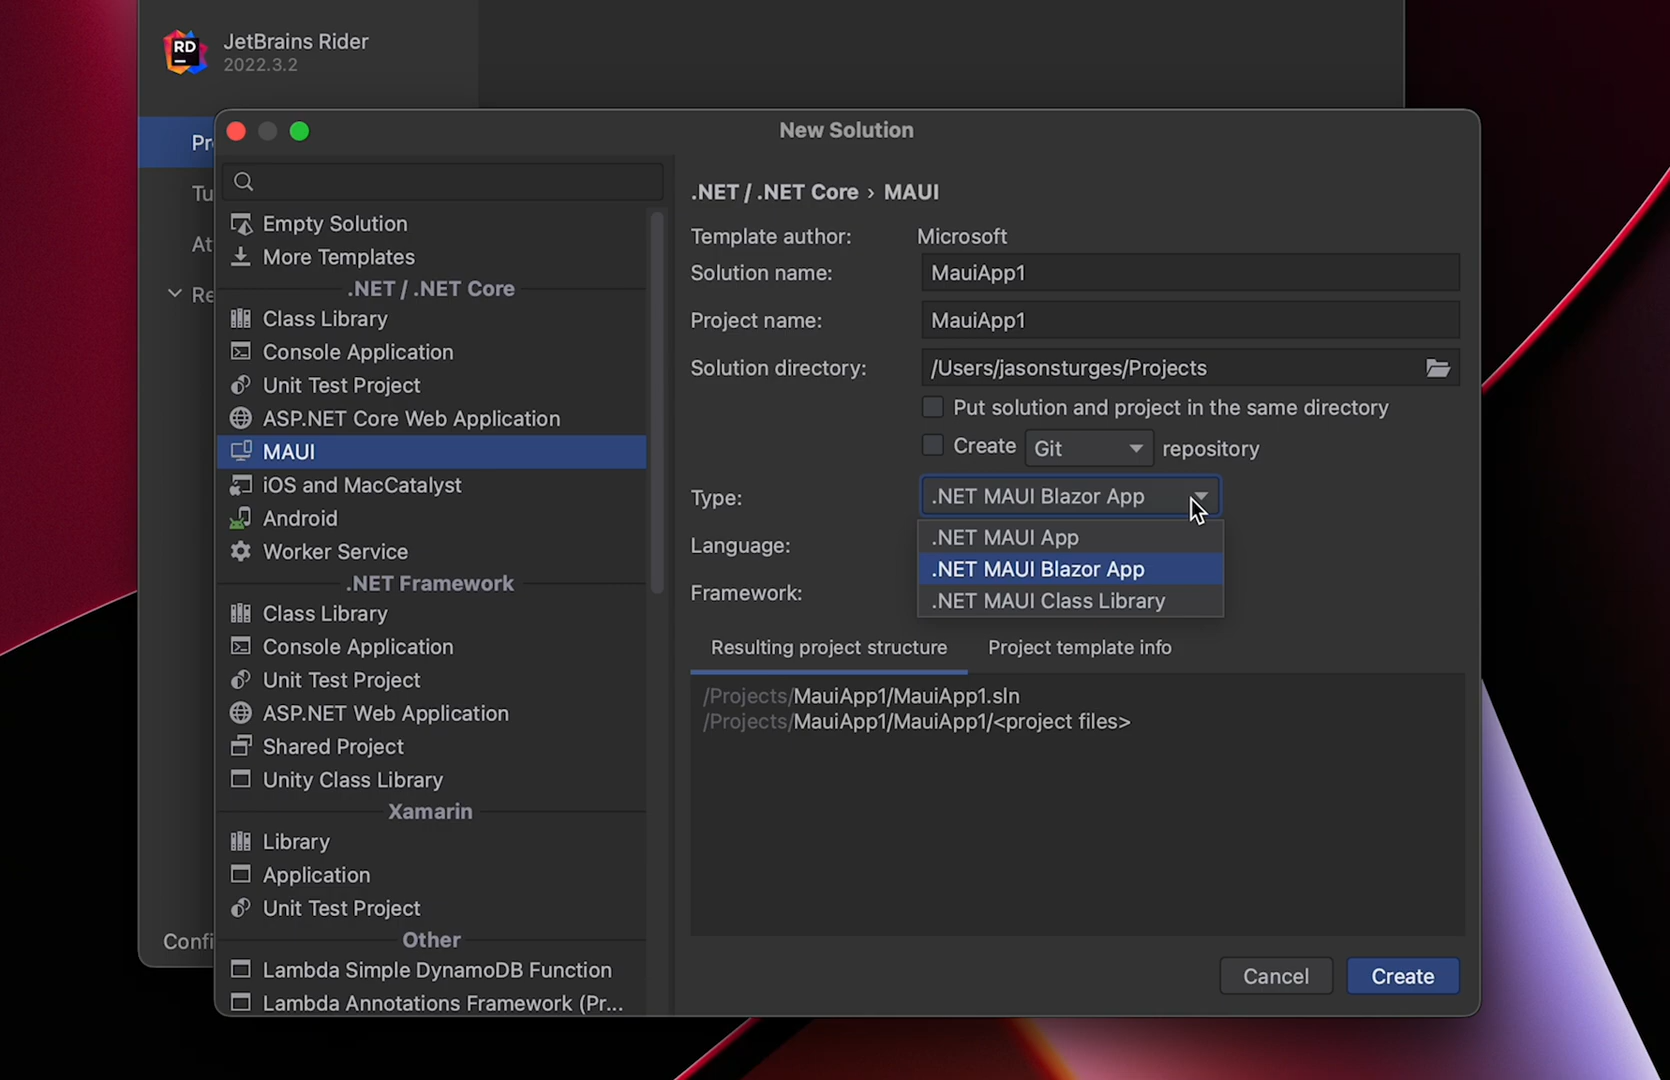 RD
JetBrains Rider
2022.3.2
Pr
Tu
At
Re
Confi
New Solution
Empty Solution
More Templates
.NET / .NET Core
Class Library
Console Application
Unit Test Project
ASP.NET Core Web Application
MAUI
iOS and MacCatalyst
Android
Worker Service
.NET Framework
Class Library
Console Application
Unit Test Project
ASP.NET Web Application
Shared Project
Unity Class Library
Xamarin
Library
Application
Unit Test Project
Other
Lambda Simple DynamoDB Function
Lambda Annotations Framework (Pr...
.NET / .NET Core › MAUI
Template author: Microsoft
Solution name: MauiApp1
Project name: MauiApp1
Solution directory: /Users/jasonsturges/Projects
Put solution and project in the same directory
Create Git repository
Type: .NET MAUI Blazor App
.NET MAUI App
Language:
.NET MAUI Blazor App
Framework:
.NET MAUI Class Library
Resulting project structure Project template info
/Projects/MauiApp1/MauiApp1.sln
/Projects/MauiApp1/MauiApp1/<project files>
Cancel Create